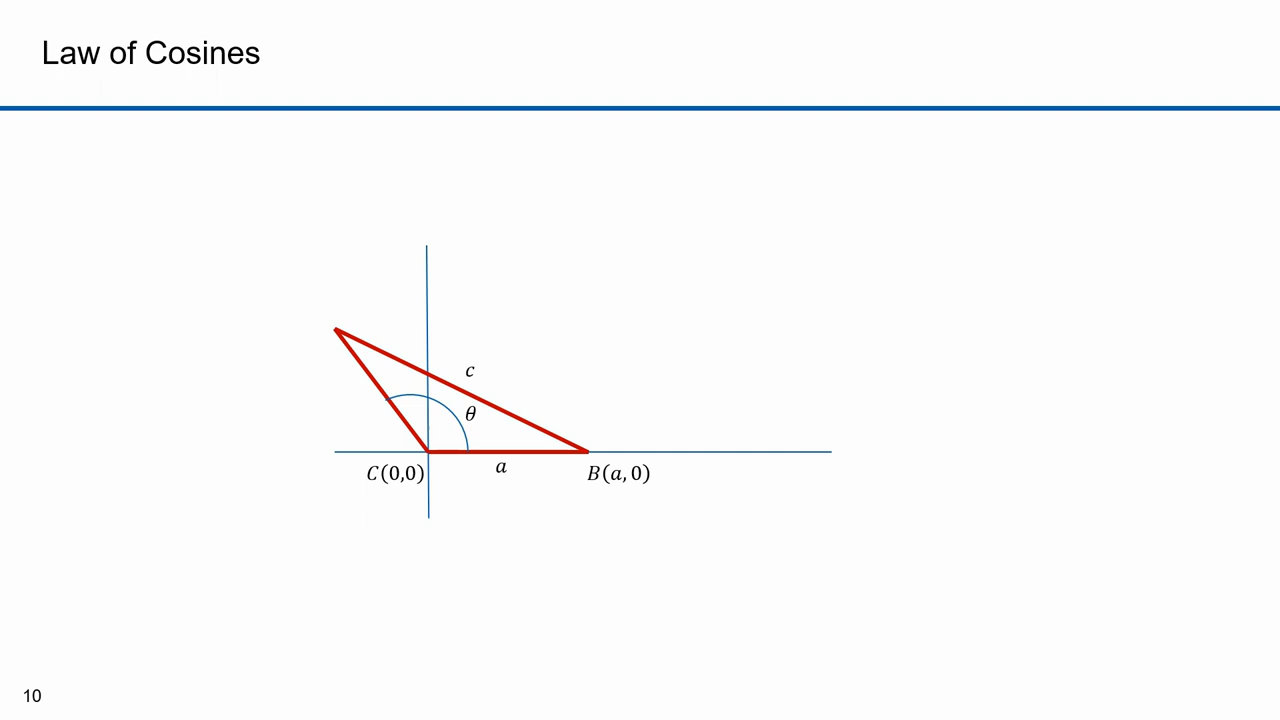 Law of Cosines
c
θ
a
C(0,0)
B(a, 0)
10